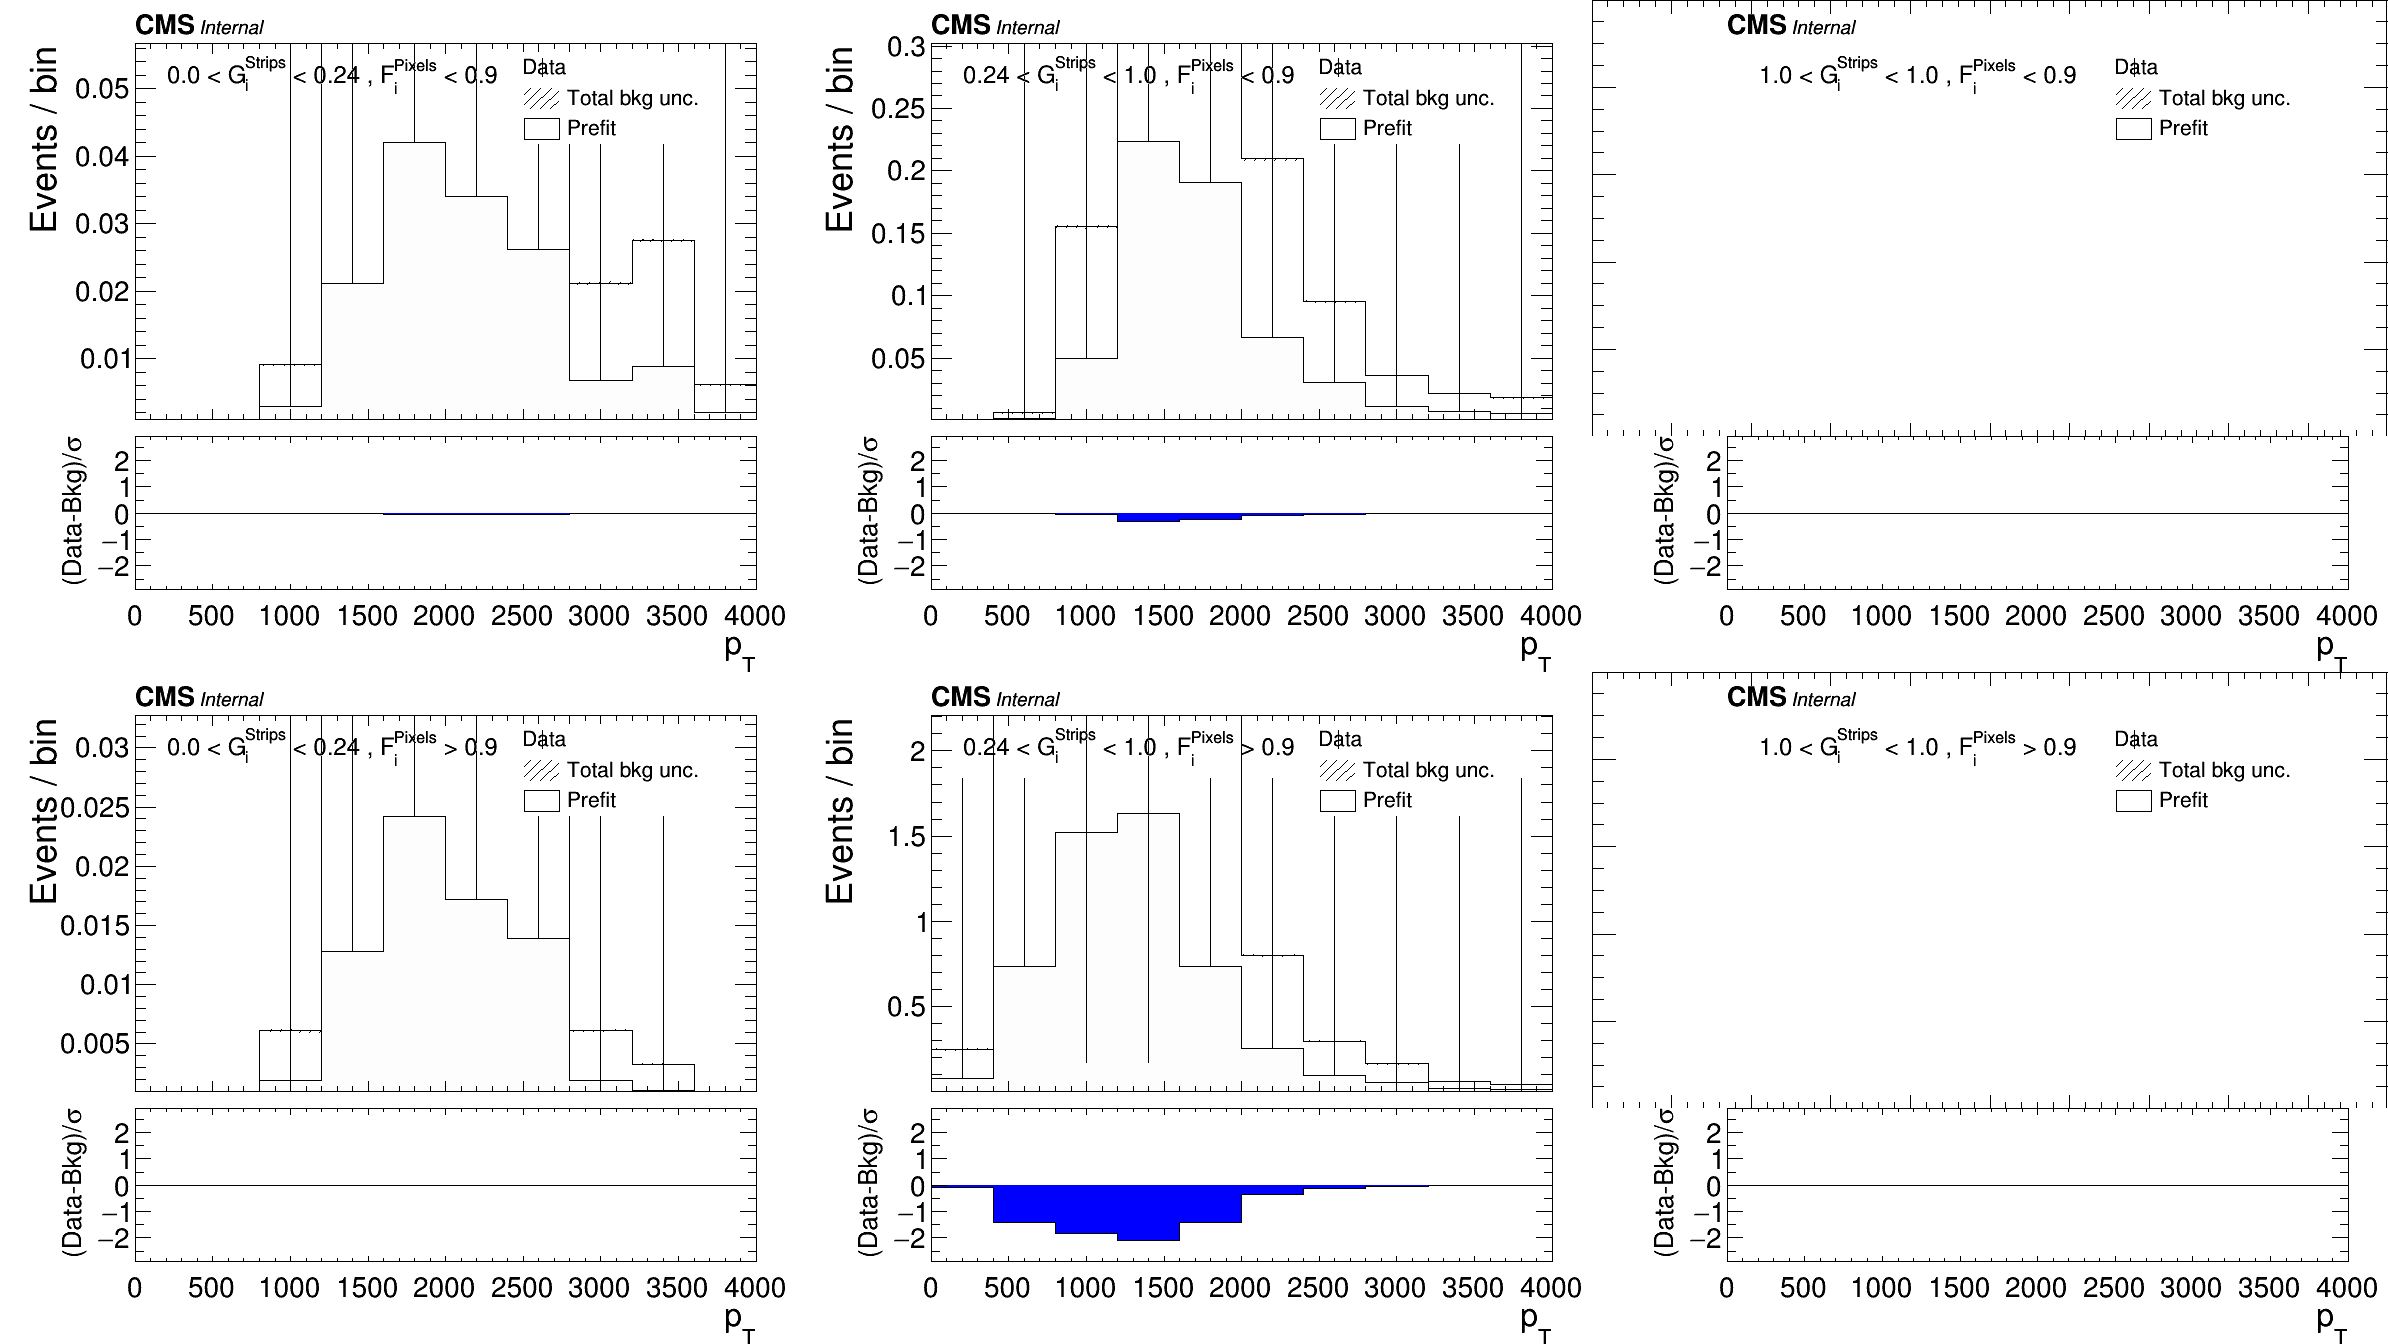 CMS Internal
Events / bin
0.0 < G_i^Strips < 0.24 , F_i^Pixels < 0.9
Data
Total bkg unc.
Prefit
0.05
0.04
0.03
0.02
0.01
(Data-Bkg)/σ
2
1
0
−1
−2
0 500 1000 1500 2000 2500 3000 3500 4000
p_T
CMS Internal
Events / bin
0.24 < G_i^Strips < 1.0 , F_i^Pixels < 0.9
Data
Total bkg unc.
Prefit
0.3
0.25
0.2
0.15
0.1
0.05
(Data-Bkg)/σ
2
1
0
−1
−2
0 500 1000 1500 2000 2500 3000 3500 4000
p_T
CMS Internal
1.0 < G_i^Strips < 1.0 , F_i^Pixels < 0.9
Data
Total bkg unc.
Prefit
(Data-Bkg)/σ
2
1
0
−1
−2
0 500 1000 1500 2000 2500 3000 3500 4000
p_T
CMS Internal
Events / bin
0.0 < G_i^Strips < 0.24 , F_i^Pixels > 0.9
Data
Total bkg unc.
Prefit
0.03
0.025
0.02
0.015
0.01
0.005
(Data-Bkg)/σ
2
1
0
−1
−2
0 500 1000 1500 2000 2500 3000 3500 4000
p_T
CMS Internal
Events / bin
0.24 < G_i^Strips < 1.0 , F_i^Pixels > 0.9
Data
Total bkg unc.
Prefit
2
1.5
1
0.5
(Data-Bkg)/σ
2
1
0
−1
−2
0 500 1000 1500 2000 2500 3000 3500 4000
p_T
CMS Internal
1.0 < G_i^Strips < 1.0 , F_i^Pixels > 0.9
Data
Total bkg unc.
Prefit
(Data-Bkg)/σ
2
1
0
−1
−2
0 500 1000 1500 2000 2500 3000 3500 4000
p_T